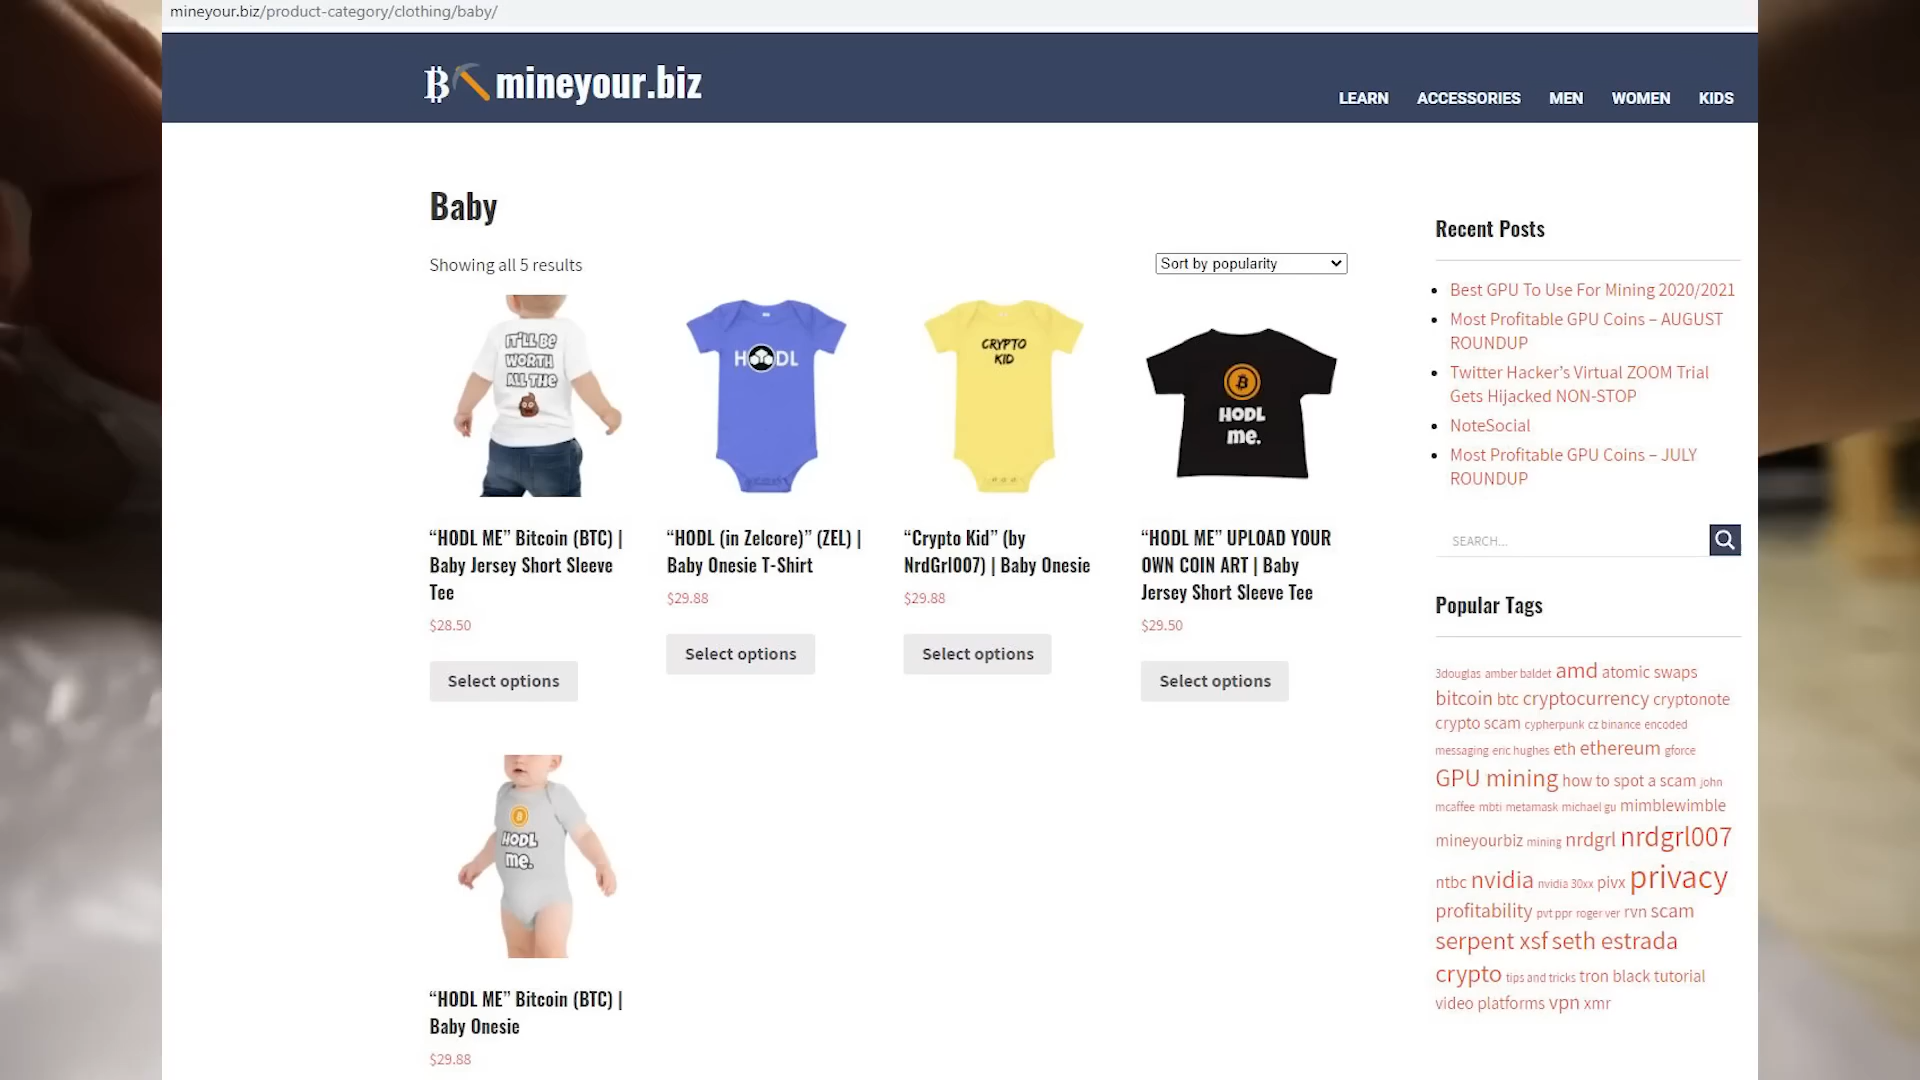 mineyour.biz/product-category/clothing/baby/
mineyour.biz
LEARN ACCESSORIES MEN WOMEN KIDS
Baby
Showing all 5 results
Sort by popularity
IT'LL BE
WORTH
ALL THE
HODL
CRYPTO
KID
HODL
me.
“HODL ME” Bitcoin (BTC) |
Baby Jersey Short Sleeve
Tee
$28.50
Select options
“HODL (in Zelcore)” (ZEL) |
Baby Onesie T-Shirt
$29.88
Select options
“Crypto Kid” (by
NrdGrl007) | Baby Onesie
$29.88
Select options
“HODL ME” UPLOAD YOUR
OWN COIN ART | Baby
Jersey Short Sleeve Tee
$29.50
Select options
HODL
me.
“HODL ME” Bitcoin (BTC) |
Baby Onesie
$29.88
Recent Posts
Best GPU To Use For Mining 2020/2021
Most Profitable GPU Coins – AUGUST
ROUNDUP
Twitter Hacker’s Virtual ZOOM Trial
Gets Hijacked NON-STOP
NoteSocial
Most Profitable GPU Coins – JULY
ROUNDUP
SEARCH...
Popular Tags
3douglas amber baldet amd atomic swaps
bitcoin btc cryptocurrency cryptonote
crypto scam cypherpunk cz binance encoded
messaging eric hughes eth ethereum gforce
GPU mining how to spot a scam john
mcaffee mbti metamask michael gu mimblewimble
mineyourbiz mining nrdgrl nrdgrl007
ntbc nvidia nvidia 30xx pivx privacy
profitability pvt ppr roger ver rvn scam
serpent xsf seth estrada
crypto tips and tricks tron black tutorial
video platforms vpn xmr